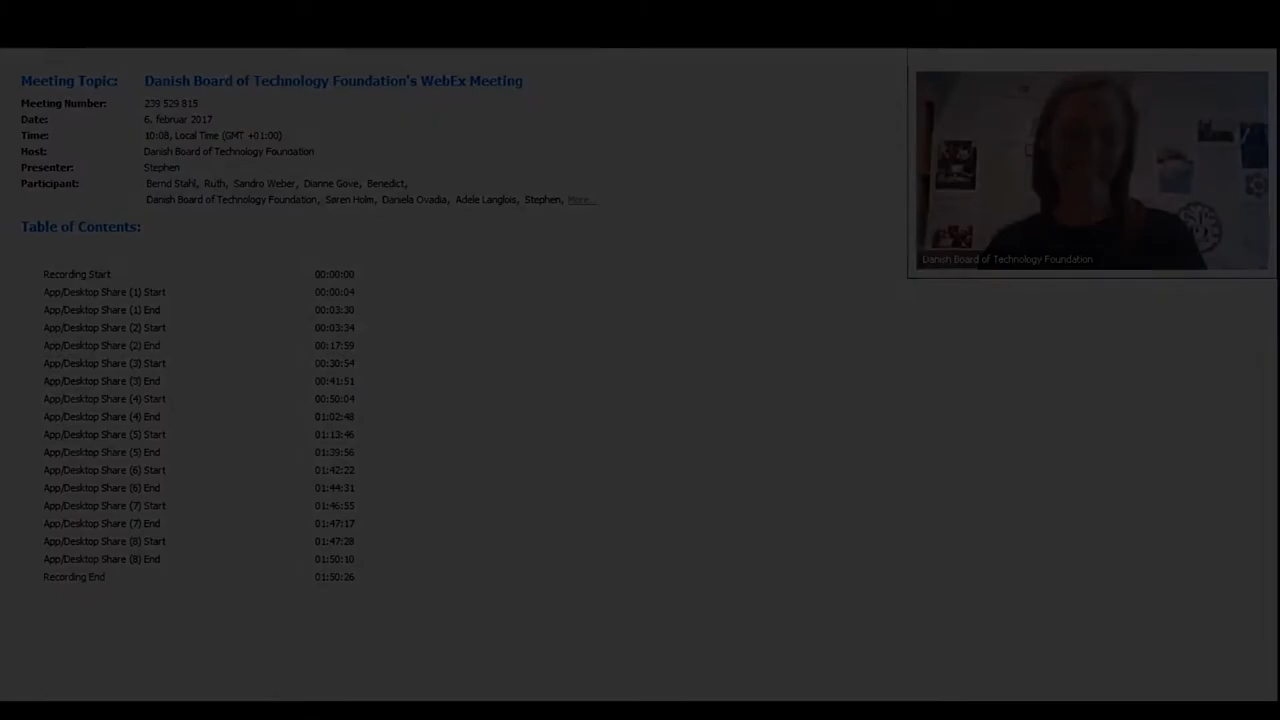 Meeting Topic: Danish Board of Technology Foundation's WebEx Meeting
Meeting Number: 239 529 815
Date: 6. februar 2017
Time: 10:08, Local Time (GMT +01:00)
Host: Danish Board of Technology Foundation
Presenter: Stephen
Participant: Bernd Stahl, Ruth, Sandro Weber, Dianne Gove, Benedict,
Danish Board of Technology Foundation, Søren Holm, Daniela Ovadia, Adele Langlois, Stephen, More...
Table of Contents:
Recording Start 00:00:00
App/Desktop Share (1) Start 00:00:04
App/Desktop Share (1) End 00:03:30
App/Desktop Share (2) Start 00:03:34
App/Desktop Share (2) End 00:17:59
App/Desktop Share (3) Start 00:30:54
App/Desktop Share (3) End 00:41:51
App/Desktop Share (4) Start 00:50:04
App/Desktop Share (4) End 01:02:48
App/Desktop Share (5) Start 01:13:46
App/Desktop Share (5) End 01:39:56
App/Desktop Share (6) Start 01:42:22
App/Desktop Share (6) End 01:44:31
App/Desktop Share (7) Start 01:46:55
App/Desktop Share (7) End 01:47:17
App/Desktop Share (8) Start 01:47:28
App/Desktop Share (8) End 01:50:10
Recording End 01:50:26
Danish Board of Technology Foundation